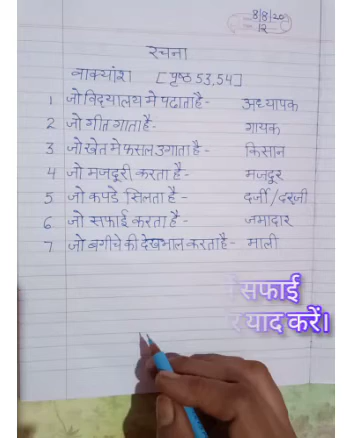 8/8/20
12
रचना
वाक्यांश [पृष्ठ 53,54]
1 जो विद्यालय मे पढाता है - अध्यापक
2 जो गीत गाता है - गायक
3 जो खेत मे फसल उगाता है - किसान
4 जो मजदूरी करता है - मजदूर
5 जो कपडे सिलता है - दर्जी/दरजी
6 जो सफाई करता है - जमादार
7 जो बगीचे की देखभाल करता है - माली
सफाई
याद करें।